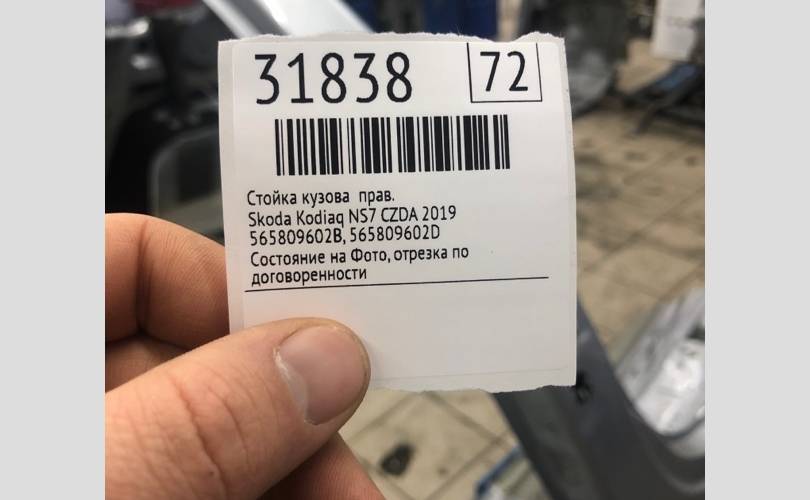 31838 72
Стойка кузова прав.
Skoda Kodiaq NS7 CZDA 2019
565809602B, 565809602D
Состояние на Фото, отрезка по
договоренности